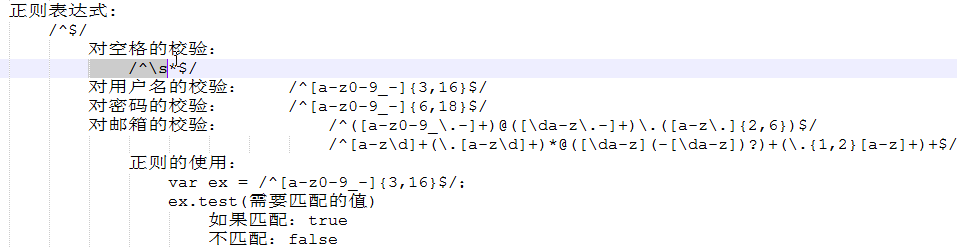 正则表达式：
/^$/
对空格的校验：
/^\s*$/
对用户名的校验： /^[a-z0-9_-]{3,16}$/
对密码的校验： /^[a-z0-9_-]{6,18}$/
对邮箱的校验： /^([a-z0-9_\.-]+)@([\da-z\.-]+)\.([a-z\.]{2,6})$/
/^[a-z\d]+(\.[a-z\d]+)*@([\da-z](-[\da-z])?)+(\.{1,2}[a-z]+)+$/
正则的使用：
var ex = /^[a-z0-9_-]{3,16}$/;
ex.test(需要匹配的值)
如果匹配：true
不匹配：false